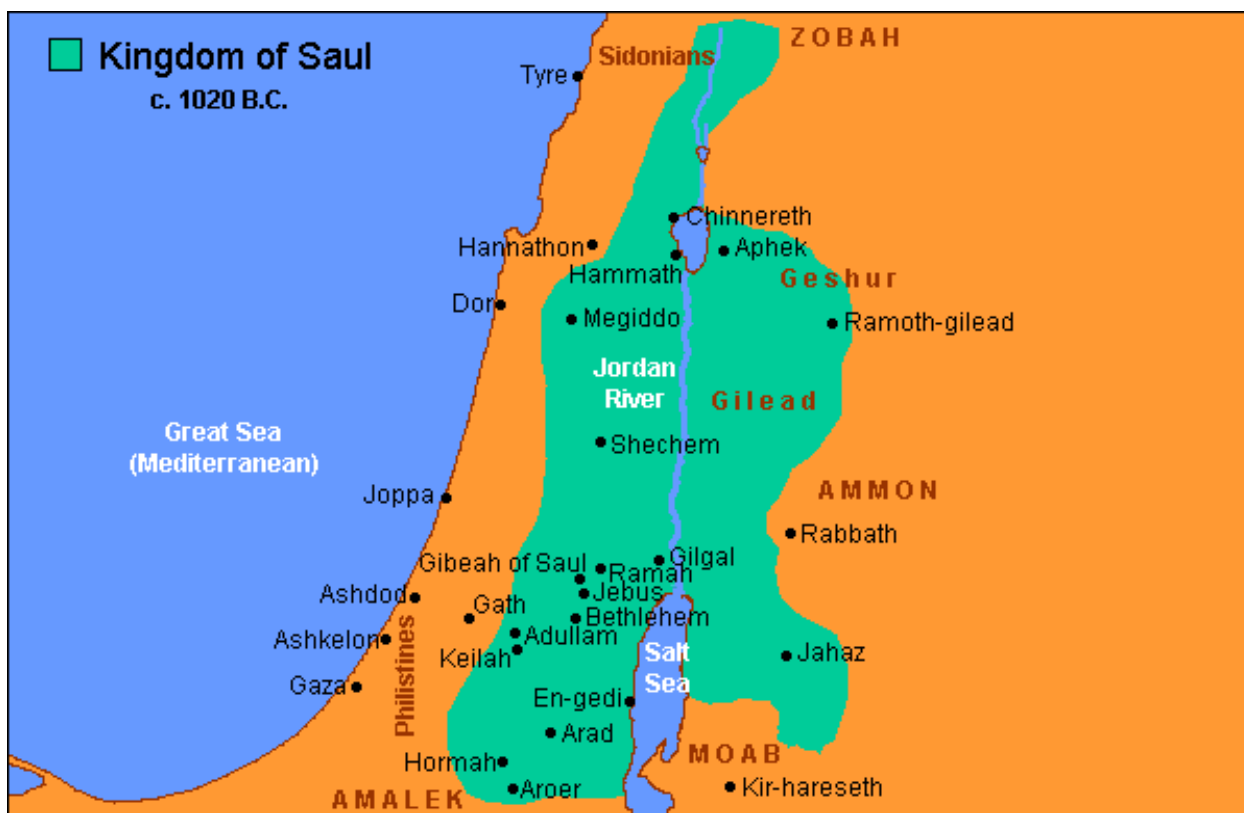 Kingdom of Saul
c. 1020 B.C.
ZOBAH
Sidonians
Tyre
Chinnereth
Hannathon
Aphek
Hammath
Geshur
Dor
Megiddo
Ramoth-gilead
Jordan
River
Gilead
Great Sea
(Mediterranean)
Shechem
Joppa
AMMON
Rabbath
Gibeah of Saul
Gilgal
Ramah
Jebus
Ashdod
Gath
Bethlehem
Ashkelon
Philistines
Adullam
Keilah
Salt
Sea
Jahaz
Gaza
En-gedi
Arad
MOAB
Hormah
Kir-hareseth
Aroer
AMALEK